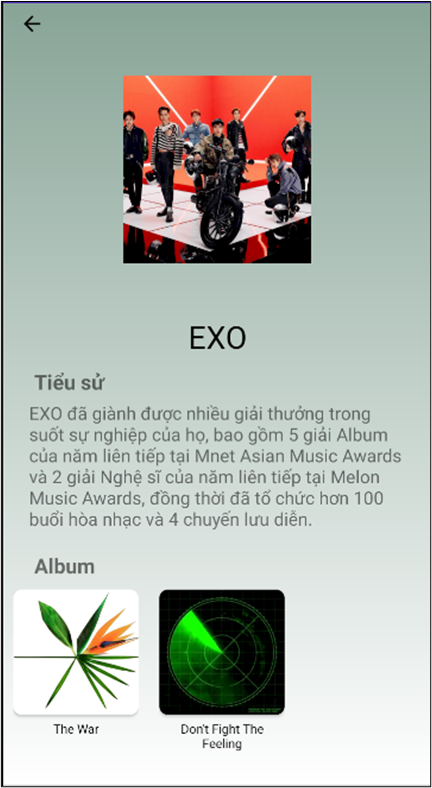 EXO
Tiểu sử
EXO đã giành được nhiều giải thưởng trong
suốt sự nghiệp của họ, bao gồm 5 giải Album
của năm liên tiếp tại Mnet Asian Music Awards
và 2 giải Nghệ sĩ của năm liên tiếp tại Melon
Music Awards, đồng thời đã tổ chức hơn 100
buổi hòa nhạc và 4 chuyến lưu diễn.
Album
The War
Don't Fight The
Feeling